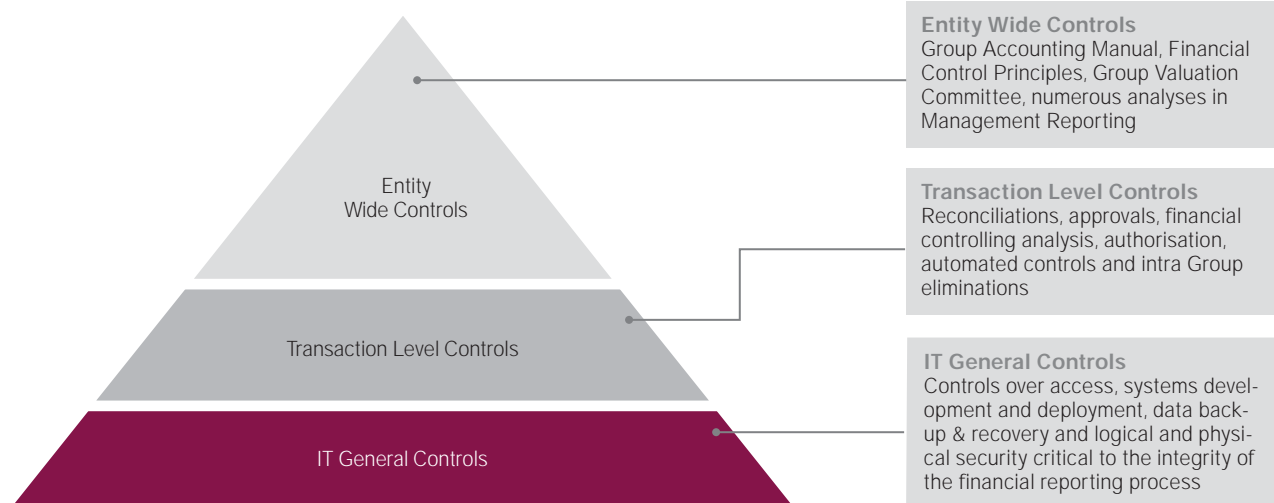 Entity Wide Controls
Group Accounting Manual, Financial
Control Principles, Group Valuation
Committee, numerous analyses in
Management Reporting
Entity
Wide Controls
Transaction Level Controls
Reconciliations, approvals, financial
controlling analysis, authorisation,
automated controls and intra Group
eliminations
Transaction Level Controls
IT General Controls
Controls over access, systems devel-
opment and deployment, data back-
up & recovery and logical and physi-
cal security critical to the integrity of
the financial reporting process
IT General Controls